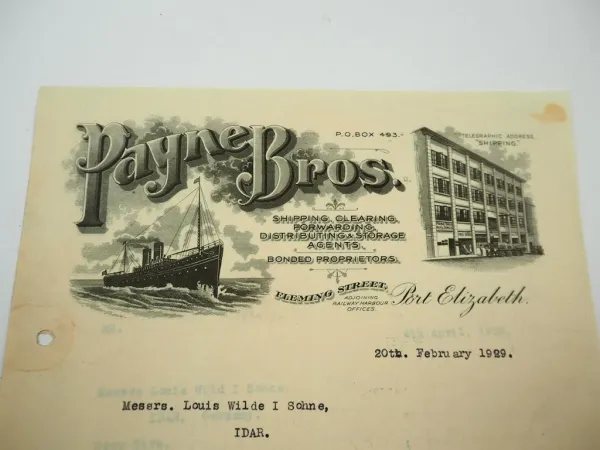 Payne Bros.
P.O. BOX 493.
TELEGRAPHIC ADDRESS,
"SHIPPING."
SHIPPING, CLEARING,
FORWARDING,
DISTRIBUTING & STORAGE
AGENTS.
BONDED PROPRIETORS.
FLEMING STREET,
ADJOINING
RAILWAY HARBOUR
OFFICES.
Port Elizabeth.
20th. February 1929.
Messrs. Louis Wilde I Sohne,
IDAR.